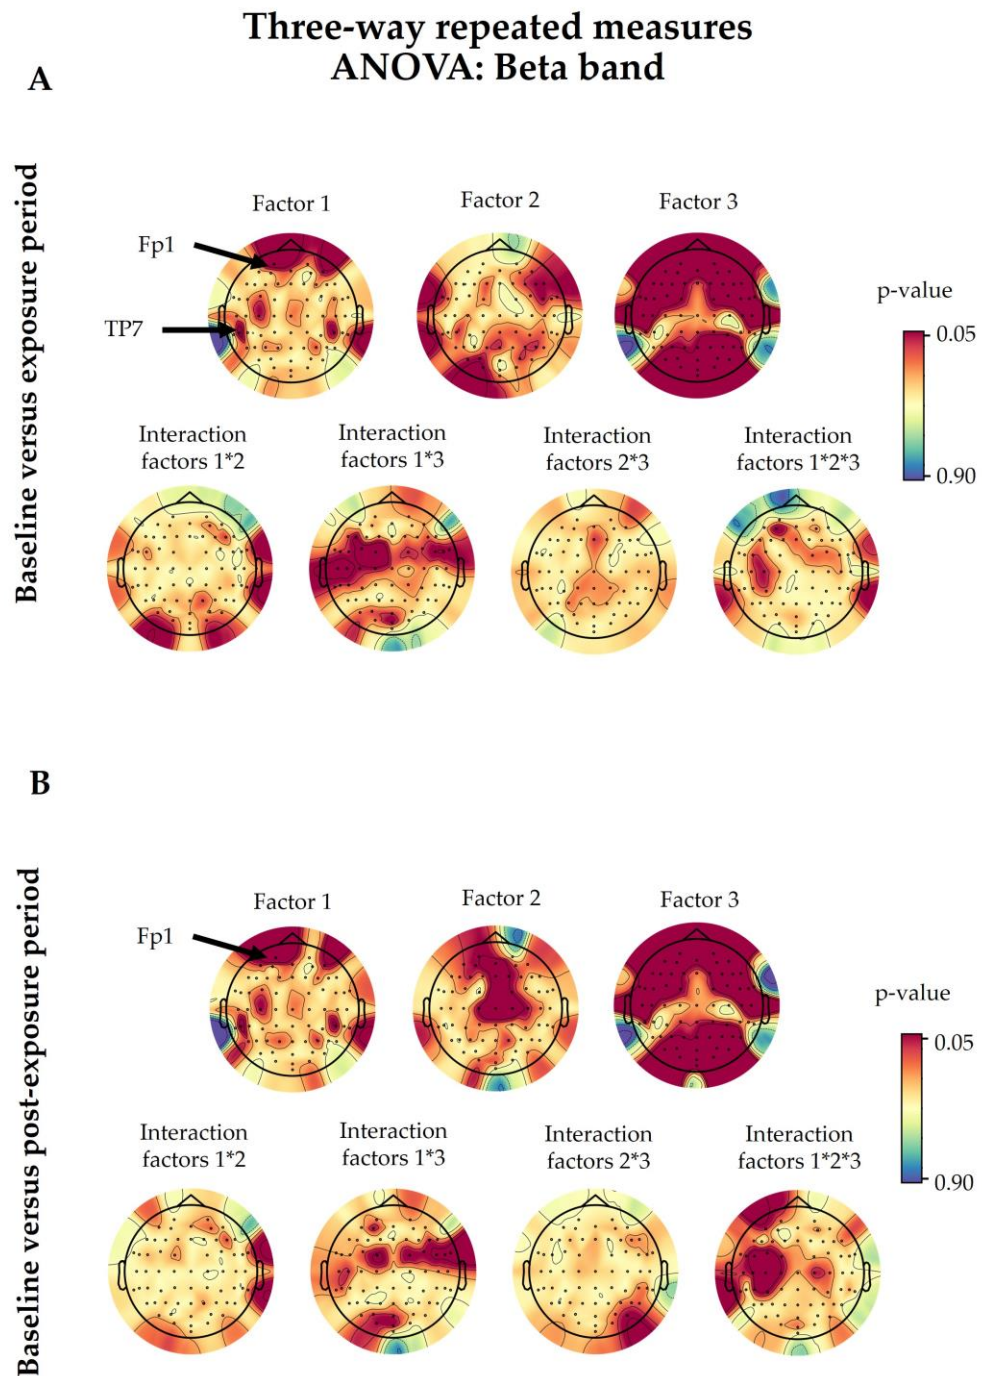 Three-way repeated measures
ANOVA: Beta band
A
Baseline versus exposure period
Factor 1
Factor 2
Factor 3
Fp1
TP7
p-value
0.05
0.90
Interaction
factors 1*2
Interaction
factors 1*3
Interaction
factors 2*3
Interaction
factors 1*2*3
B
Baseline versus post-exposure period
Factor 1
Factor 2
Factor 3
Fp1
p-value
0.05
0.90
Interaction
factors 1*2
Interaction
factors 1*3
Interaction
factors 2*3
Interaction
factors 1*2*3